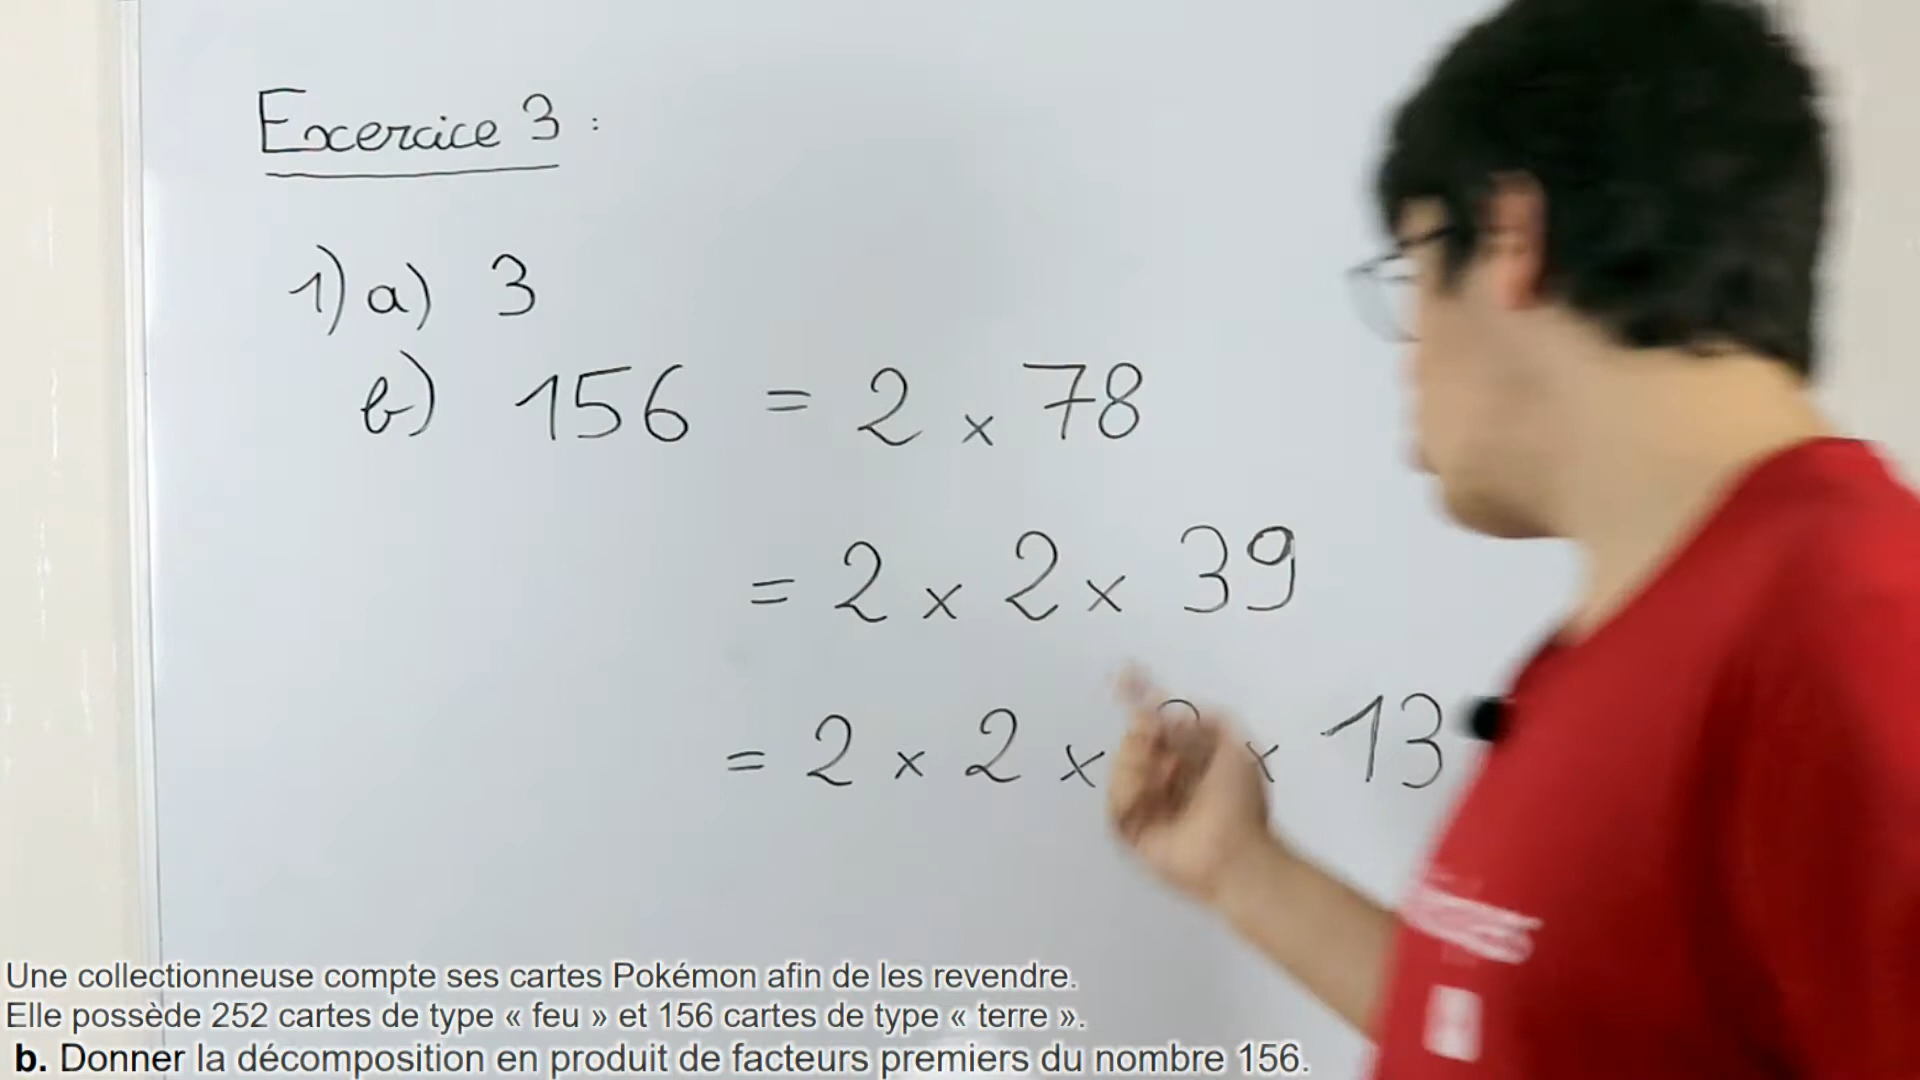 Exercice 3 :
1) a) 3
b) 156 = 2 × 78
= 2 × 2 × 39
= 2 × 2 × × 13
Une collectionneuse compte ses cartes Pokémon afin de les revendre.
Elle possède 252 cartes de type « feu » et 156 cartes de type « terre ».
b. Donner la décomposition en produit de facteurs premiers du nombre 156.